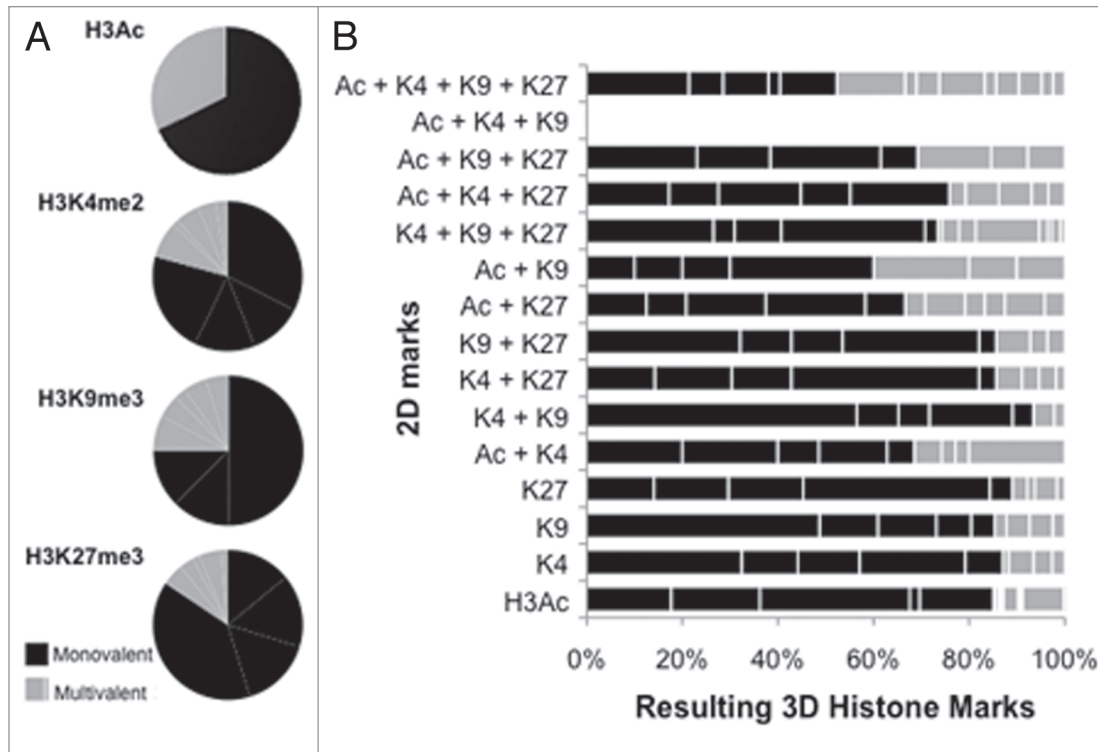 A
H3Ac
H3K4me2
H3K9me3
H3K27me3
Monovalent
Multivalent
B
Ac + K4 + K9 + K27
Ac + K4 + K9
Ac + K9 + K27
Ac + K4 + K27
K4 + K9 + K27
Ac + K9
Ac + K27
K9 + K27
K4 + K27
K4 + K9
Ac + K4
K27
K9
K4
H3Ac
2D marks
0% 20% 40% 60% 80% 100%
Resulting 3D Histone Marks